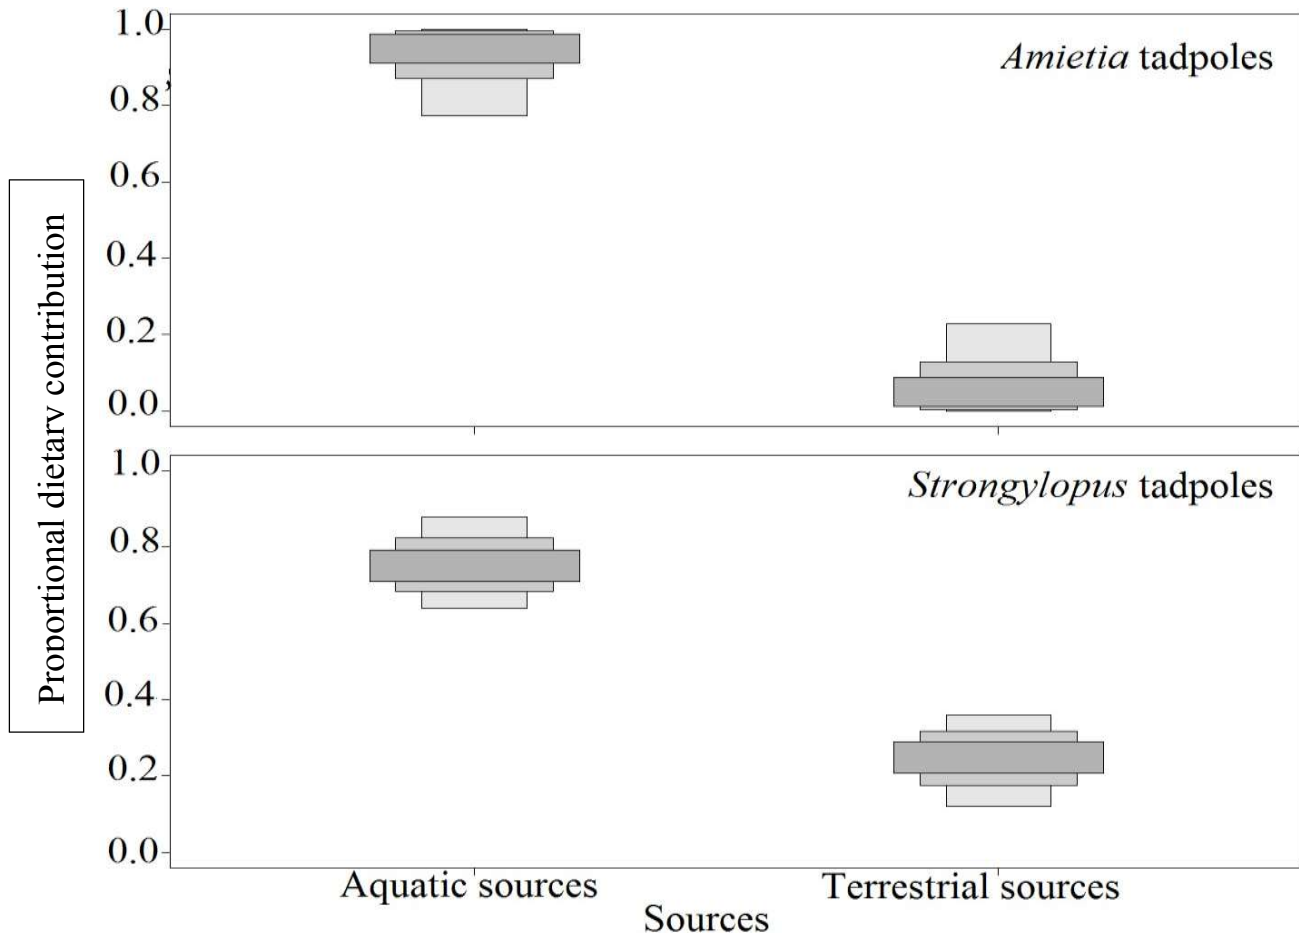 Proportional dietary contribution
1.0
0.8
0.6
0.4
0.2
0.0
Amietia tadpoles
1.0
0.8
0.6
0.4
0.2
0.0
Strongylopus tadpoles
Aquatic sources
Terrestrial sources
Sources